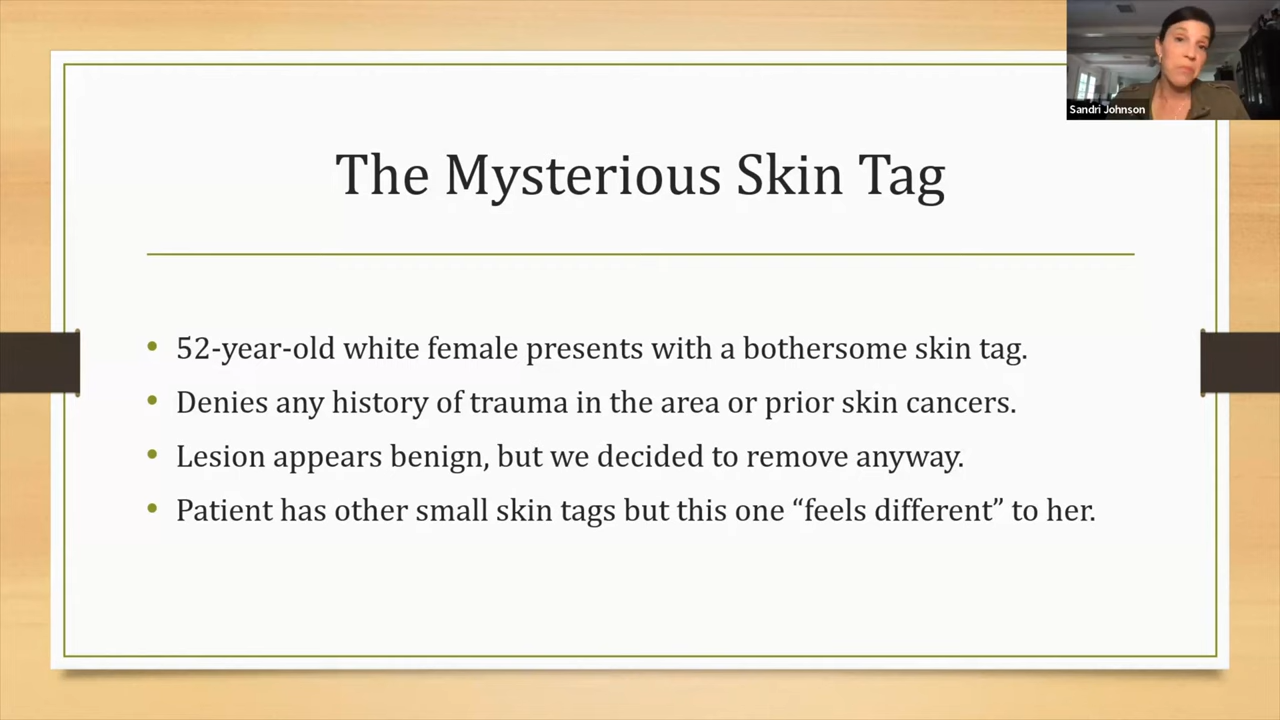 Sandri Johnson
The Mysterious Skin Tag
• 52-year-old white female presents with a bothersome skin tag.
• Denies any history of trauma in the area or prior skin cancers.
• Lesion appears benign, but we decided to remove anyway.
• Patient has other small skin tags but this one “feels different” to her.